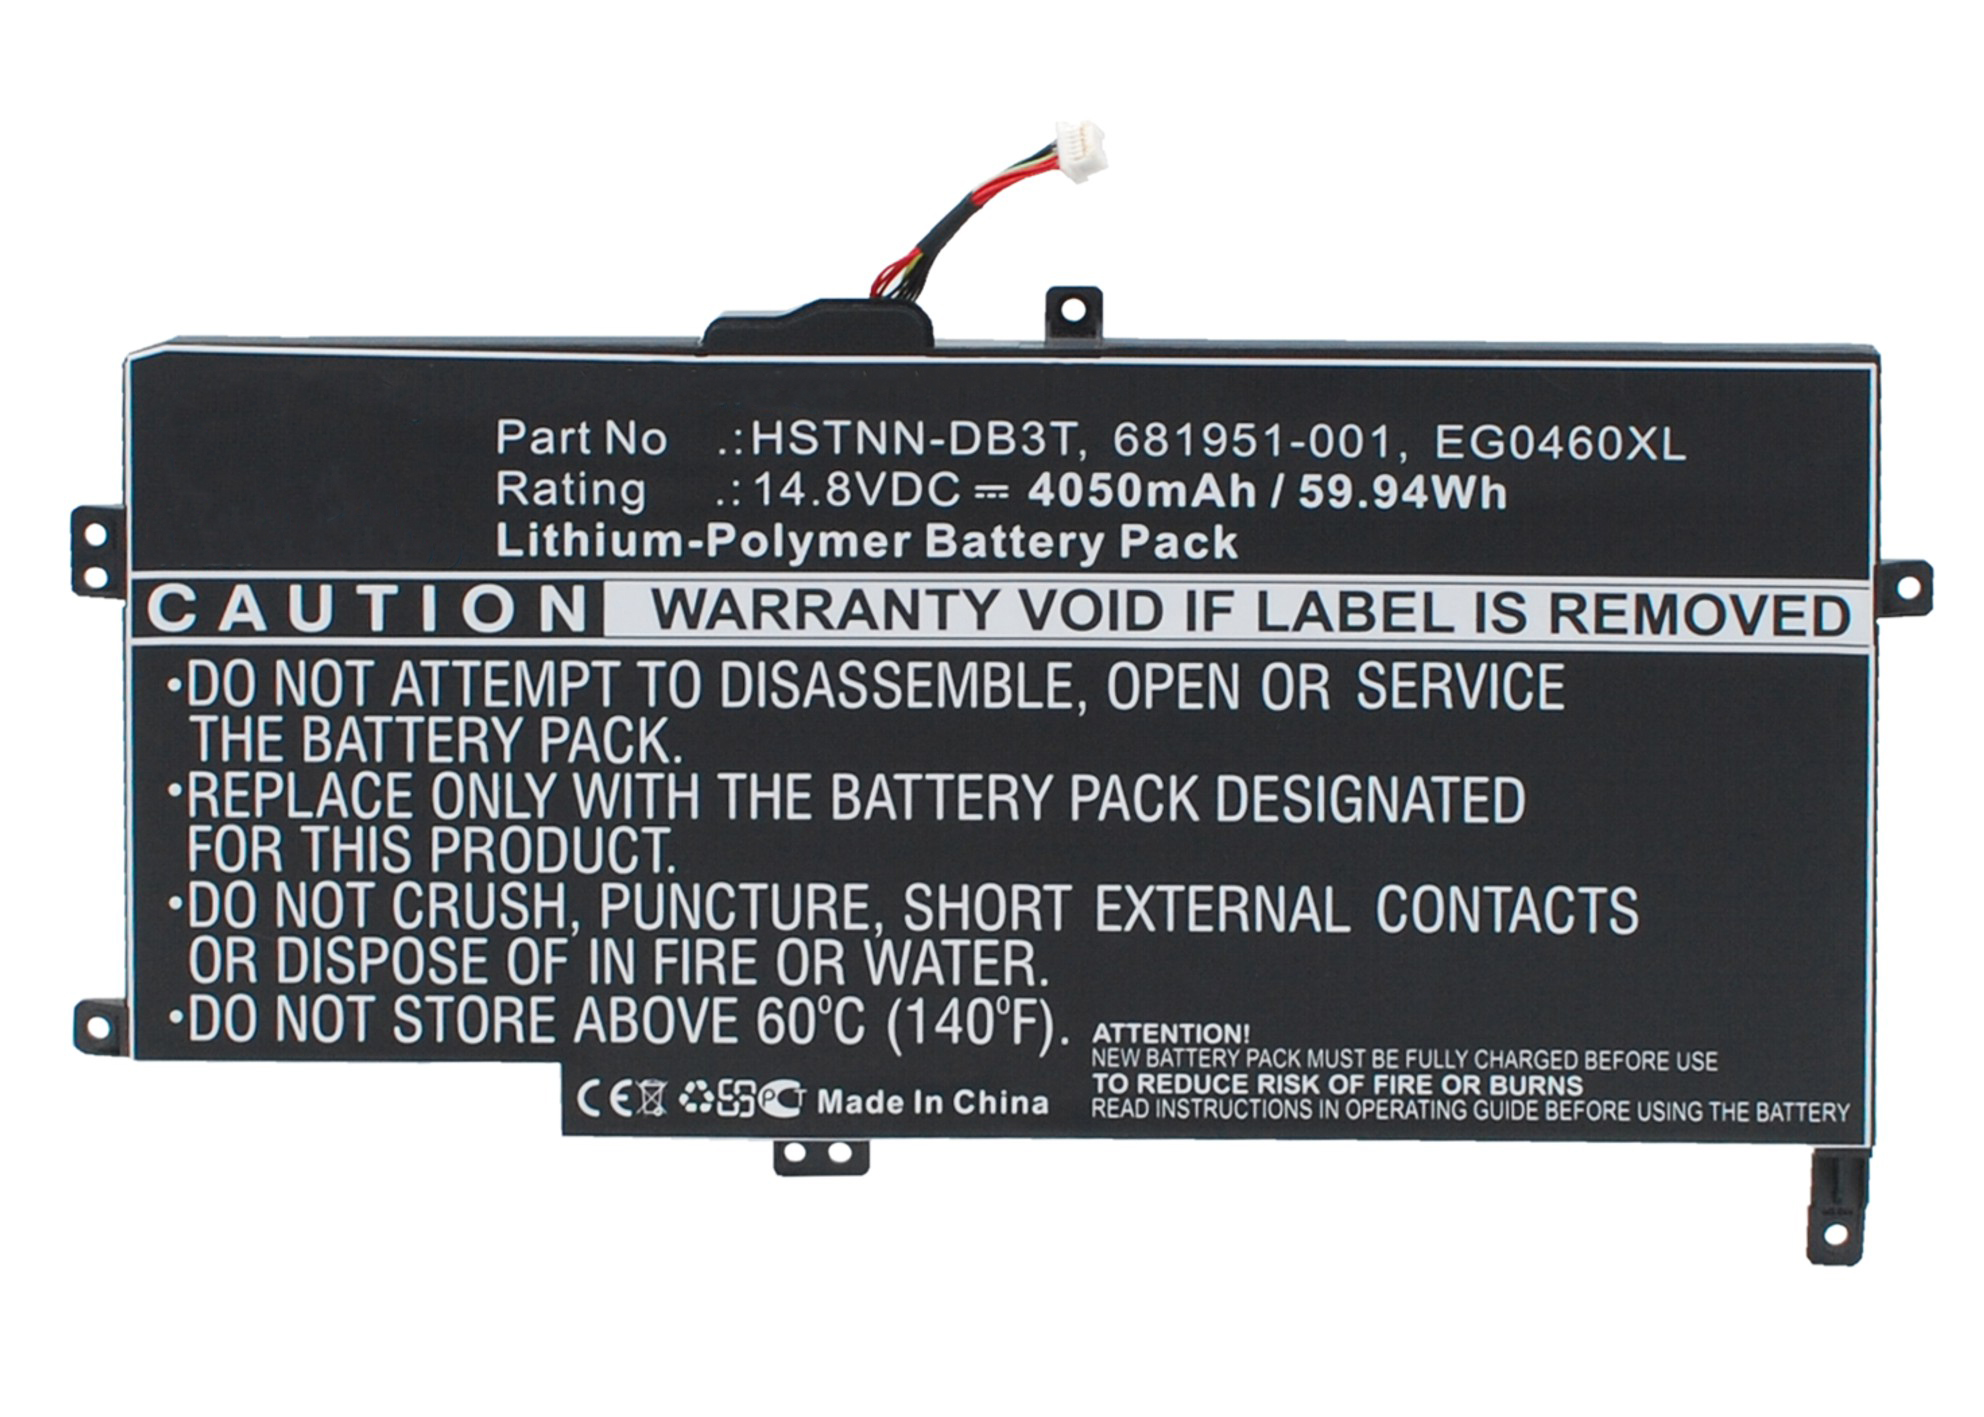 Part No .:HSTNN-DB3T, 681951-001, EG0460XL
Rating .:14.8VDC ⎓ 4050mAh / 59.94Wh
Lithium-Polymer Battery Pack
CAUTION WARRANTY VOID IF LABEL IS REMOVED
•DO NOT ATTEMPT TO DISASSEMBLE, OPEN OR SERVICE
THE BATTERY PACK.
•REPLACE ONLY WITH THE BATTERY PACK DESIGNATED
FOR THIS PRODUCT.
•DO NOT CRUSH, PUNCTURE, SHORT EXTERNAL CONTACTS
OR DISPOSE OF IN FIRE OR WATER.
•DO NOT STORE ABOVE 60°C (140°F).
CE PCT Made In China
ATTENTION!
NEW BATTERY PACK MUST BE FULLY CHARGED BEFORE USE
TO REDUCE RISK OF FIRE OR BURNS
READ INSTRUCTIONS IN OPERATING GUIDE BEFORE USING THE BATTERY